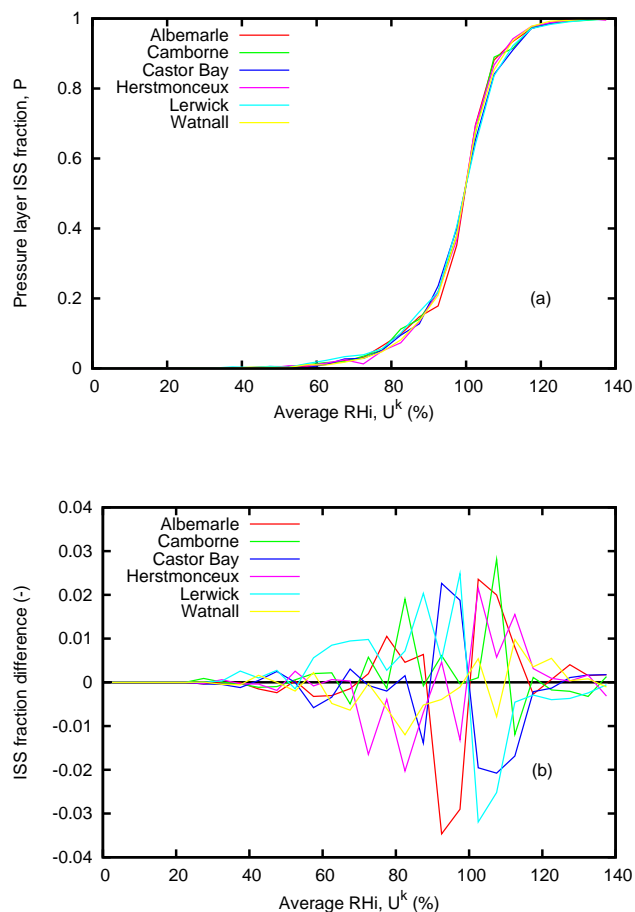 1
0.8
0.6
0.4
0.2
0
Pressure layer ISS fraction, P
Albemarle
Camborne
Castor Bay
Herstmonceux
Lerwick
Watnall
(a)
0 20 40 60 80 100 120 140
Average RHi, U^k (%)
0.04
0.03
0.02
0.01
0
-0.01
-0.02
-0.03
-0.04
ISS fraction difference (-)
Albemarle
Camborne
Castor Bay
Herstmonceux
Lerwick
Watnall
(b)
0 20 40 60 80 100 120 140
Average RHi, U^k (%)